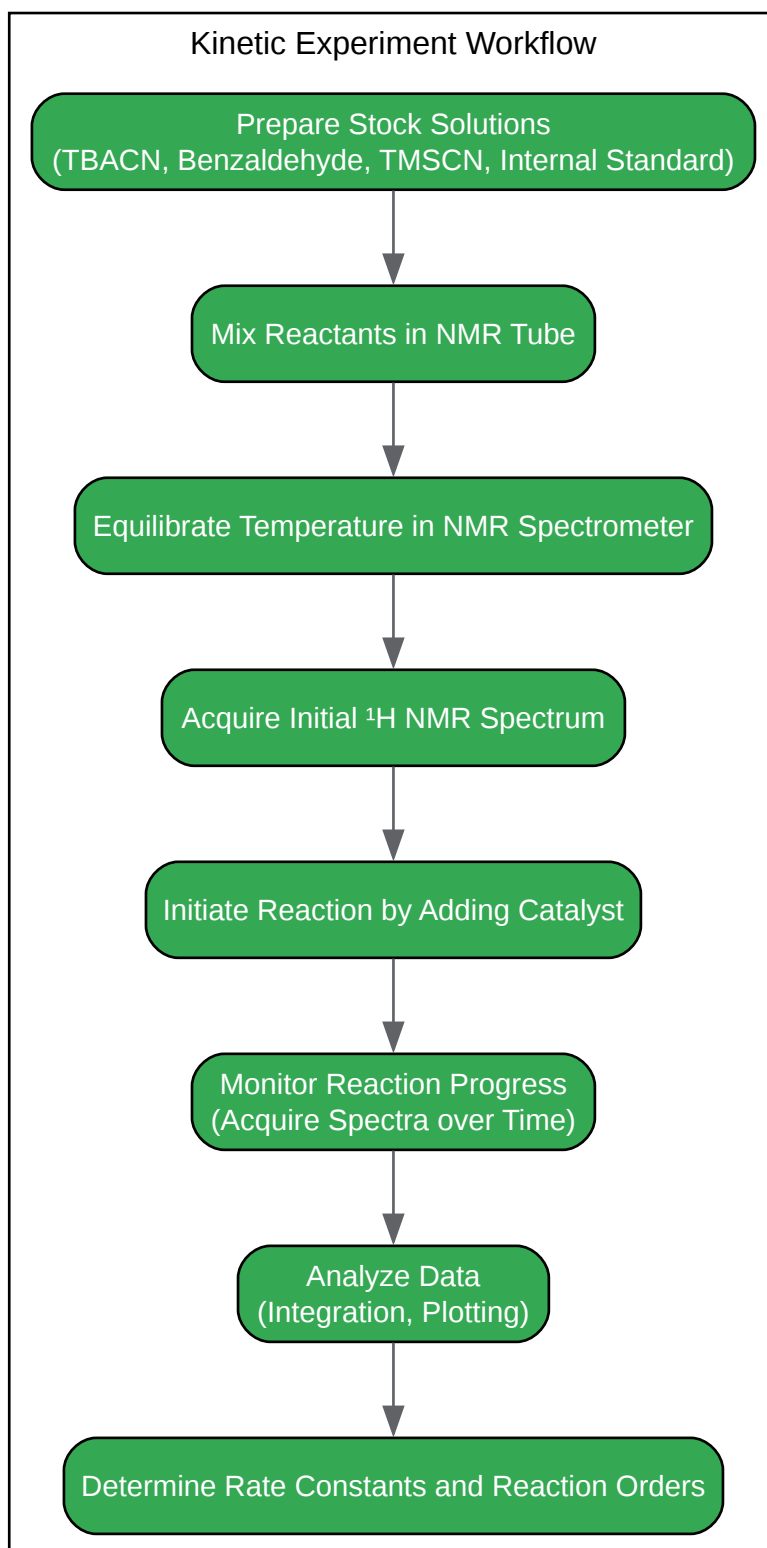 Kinetic Experiment Workflow
Prepare Stock Solutions
(TBACN, Benzaldehyde, TMSCN, Internal Standard)
Mix Reactants in NMR Tube
Equilibrate Temperature in NMR Spectrometer
Acquire Initial ¹H NMR Spectrum
Initiate Reaction by Adding Catalyst
Monitor Reaction Progress
(Acquire Spectra over Time)
Analyze Data
(Integration, Plotting)
Determine Rate Constants and Reaction Orders